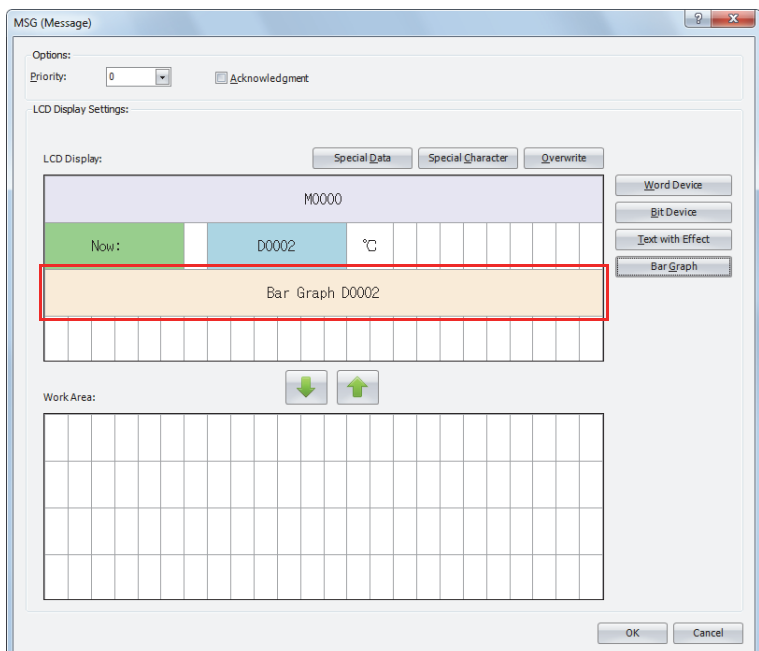 MSG (Message)
Options:
Priority: 0 Acknowledgment
LCD Display Settings:
LCD Display: Special Data Special Character Overwrite
Word Device
M0000
Bit Device
Now: D0002 ℃ Text with Effect
Bar Graph
Bar Graph D0002
Work Area:
OK Cancel